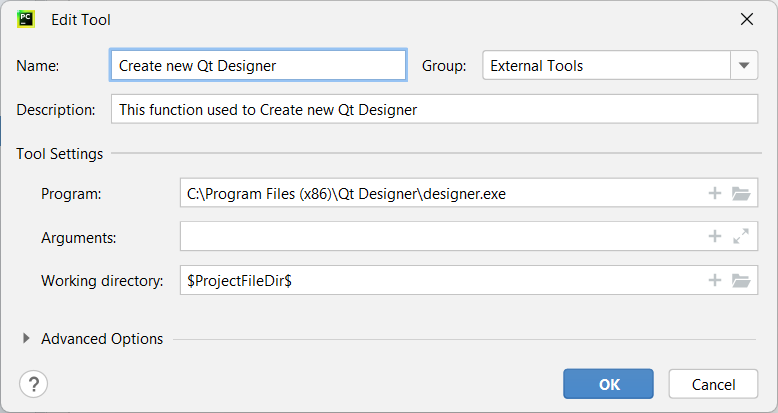 PC
Edit Tool
Name: Create new Qt Designer Group: External Tools
Description: This function used to Create new Qt Designer
Tool Settings
Program: C:\Program Files (x86)\Qt Designer\designer.exe
Arguments:
Working directory: $ProjectFileDir$
Advanced Options
? OK Cancel